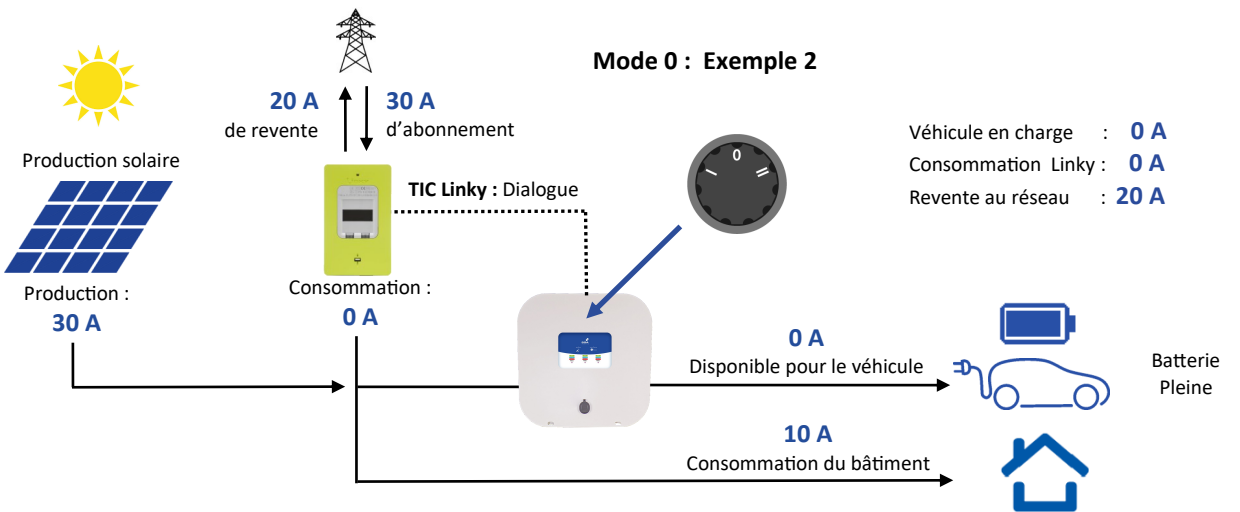 Mode 0 : Exemple 2
20 A
de revente
30 A
d’abonnement
Production solaire
TIC Linky : Dialogue
0
Véhicule en charge : 0 A
Consommation Linky : 0 A
Revente au réseau : 20 A
Production :
30 A
Consommation :
0 A
0 A
Disponible pour le véhicule
Batterie
Pleine
10 A
Consommation du bâtiment